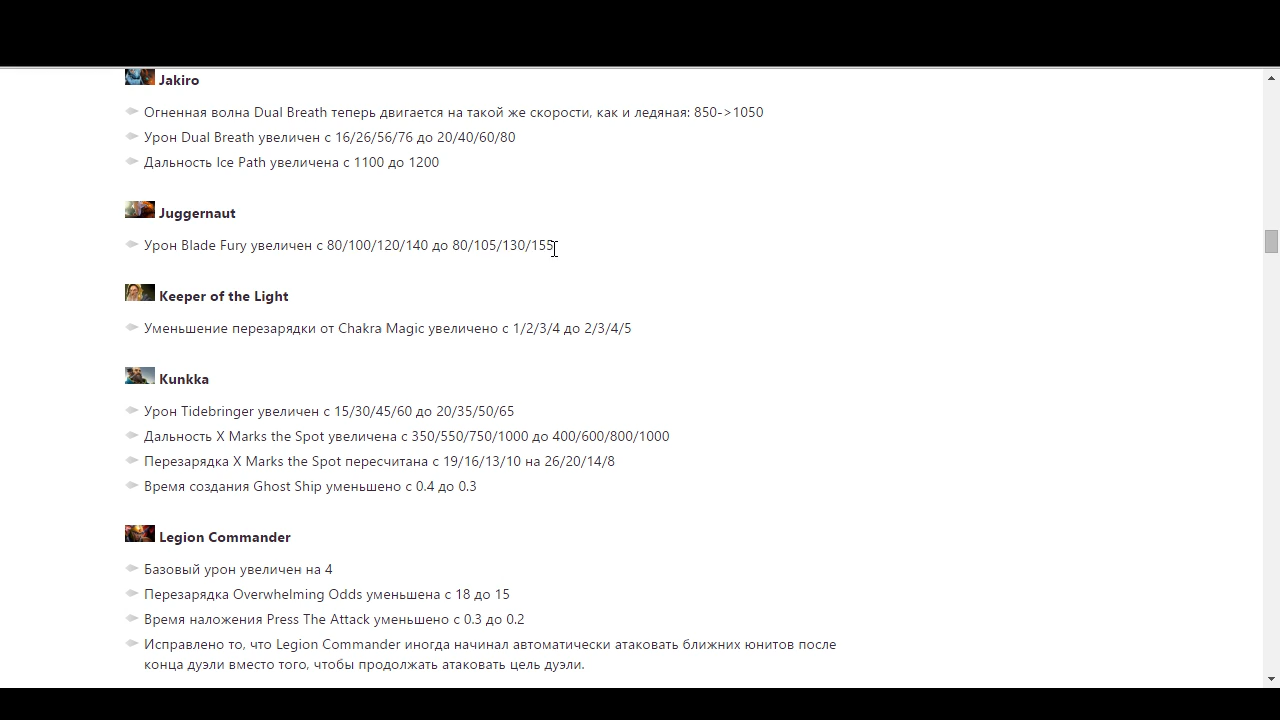 Jakiro
Огненная волна Dual Breath теперь двигается на такой же скорости, как и ледяная: 850->1050
Урон Dual Breath увеличен с 16/26/56/76 до 20/40/60/80
Дальность Ice Path увеличена с 1100 до 1200
Juggernaut
Урон Blade Fury увеличен с 80/100/120/140 до 80/105/130/155
Keeper of the Light
Уменьшение перезарядки от Chakra Magic увеличено с 1/2/3/4 до 2/3/4/5
Kunkka
Урон Tidebringer увеличен с 15/30/45/60 до 20/35/50/65
Дальность X Marks the Spot увеличена с 350/550/750/1000 до 400/600/800/1000
Перезарядка X Marks the Spot пересчитана с 19/16/13/10 на 26/20/14/8
Время создания Ghost Ship уменьшено с 0.4 до 0.3
Legion Commander
Базовый урон увеличен на 4
Перезарядка Overwhelming Odds уменьшена с 18 до 15
Время наложения Press The Attack уменьшено с 0.3 до 0.2
Исправлено то, что Legion Commander иногда начинал автоматически атаковать ближних юнитов после
конца дуэли вместо того, чтобы продолжать атаковать цель дуэли.